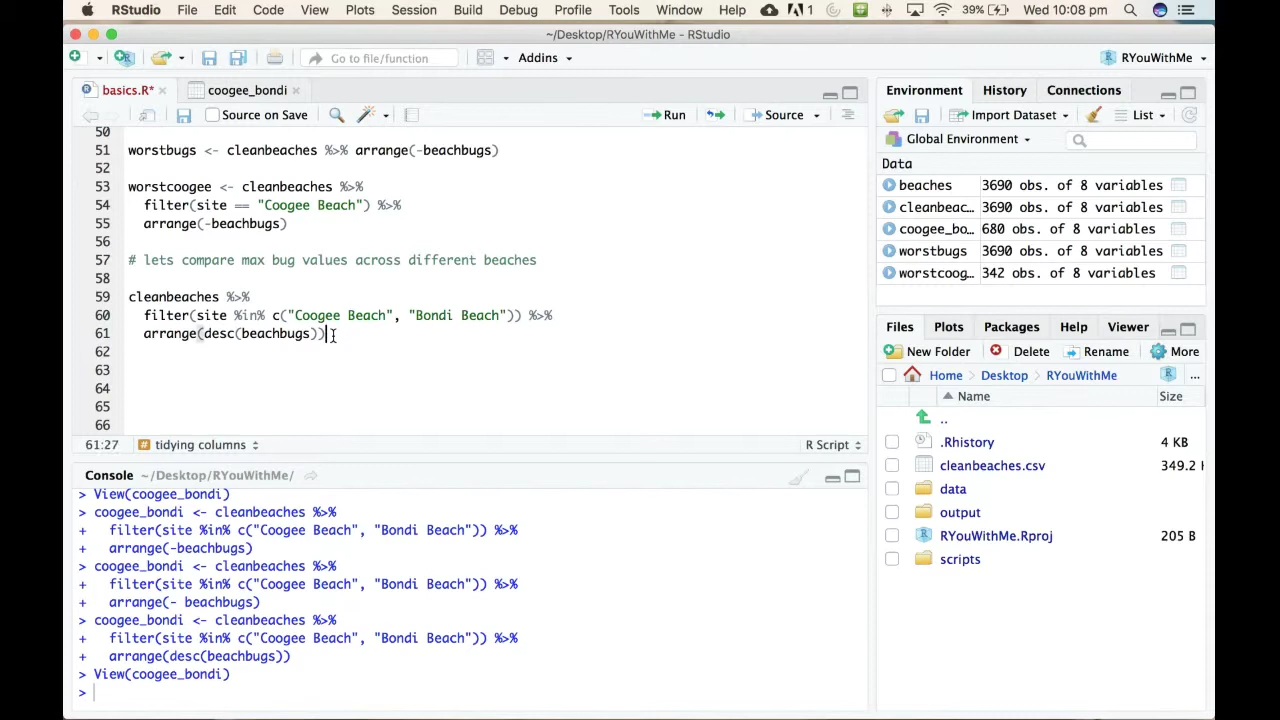 RStudio File Edit Code View Plots Session Build Debug Profile Tools Window Help 1 39% Wed 10:08 pm
~/Desktop/RYouWithMe - RStudio
Go to file/function Addins RYouWithMe
basics.R* coogee_bondi
Source on Save Run Source
50
51 worstbugs <- cleanbeaches %>% arrange(-beachbugs)
52
53 worstcoogee <- cleanbeaches %>%
54 filter(site == "Coogee Beach") %>%
55 arrange(-beachbugs)
56
57 # lets compare max bug values across different beaches
58
59 cleanbeaches %>%
60 filter(site %in% c("Coogee Beach", "Bondi Beach")) %>%
61 arrange(desc(beachbugs))
62
63
64
65
66
61:27 # tidying columns R Script
Console ~/Desktop/RYouWithMe/
> View(coogee_bondi)
> coogee_bondi <- cleanbeaches %>%
+ filter(site %in% c("Coogee Beach", "Bondi Beach")) %>%
+ arrange(-beachbugs)
> coogee_bondi <- cleanbeaches %>%
+ filter(site %in% c("Coogee Beach", "Bondi Beach")) %>%
+ arrange(- beachbugs)
> coogee_bondi <- cleanbeaches %>%
+ filter(site %in% c("Coogee Beach", "Bondi Beach")) %>%
+ arrange(desc(beachbugs))
> View(coogee_bondi)
>
Environment History Connections
Import Dataset List
Global Environment
Data
beaches 3690 obs. of 8 variables
cleanbeac… 3690 obs. of 8 variables
coogee_bo… 680 obs. of 8 variables
worstbugs 3690 obs. of 8 variables
worstcoog… 342 obs. of 8 variables
Files Plots Packages Help Viewer
New Folder Delete Rename More
Home > Desktop > RYouWithMe ...
Name Size
..
.Rhistory 4 KB
cleanbeaches.csv 349.2
data
output
RYouWithMe.Rproj 205 B
scripts